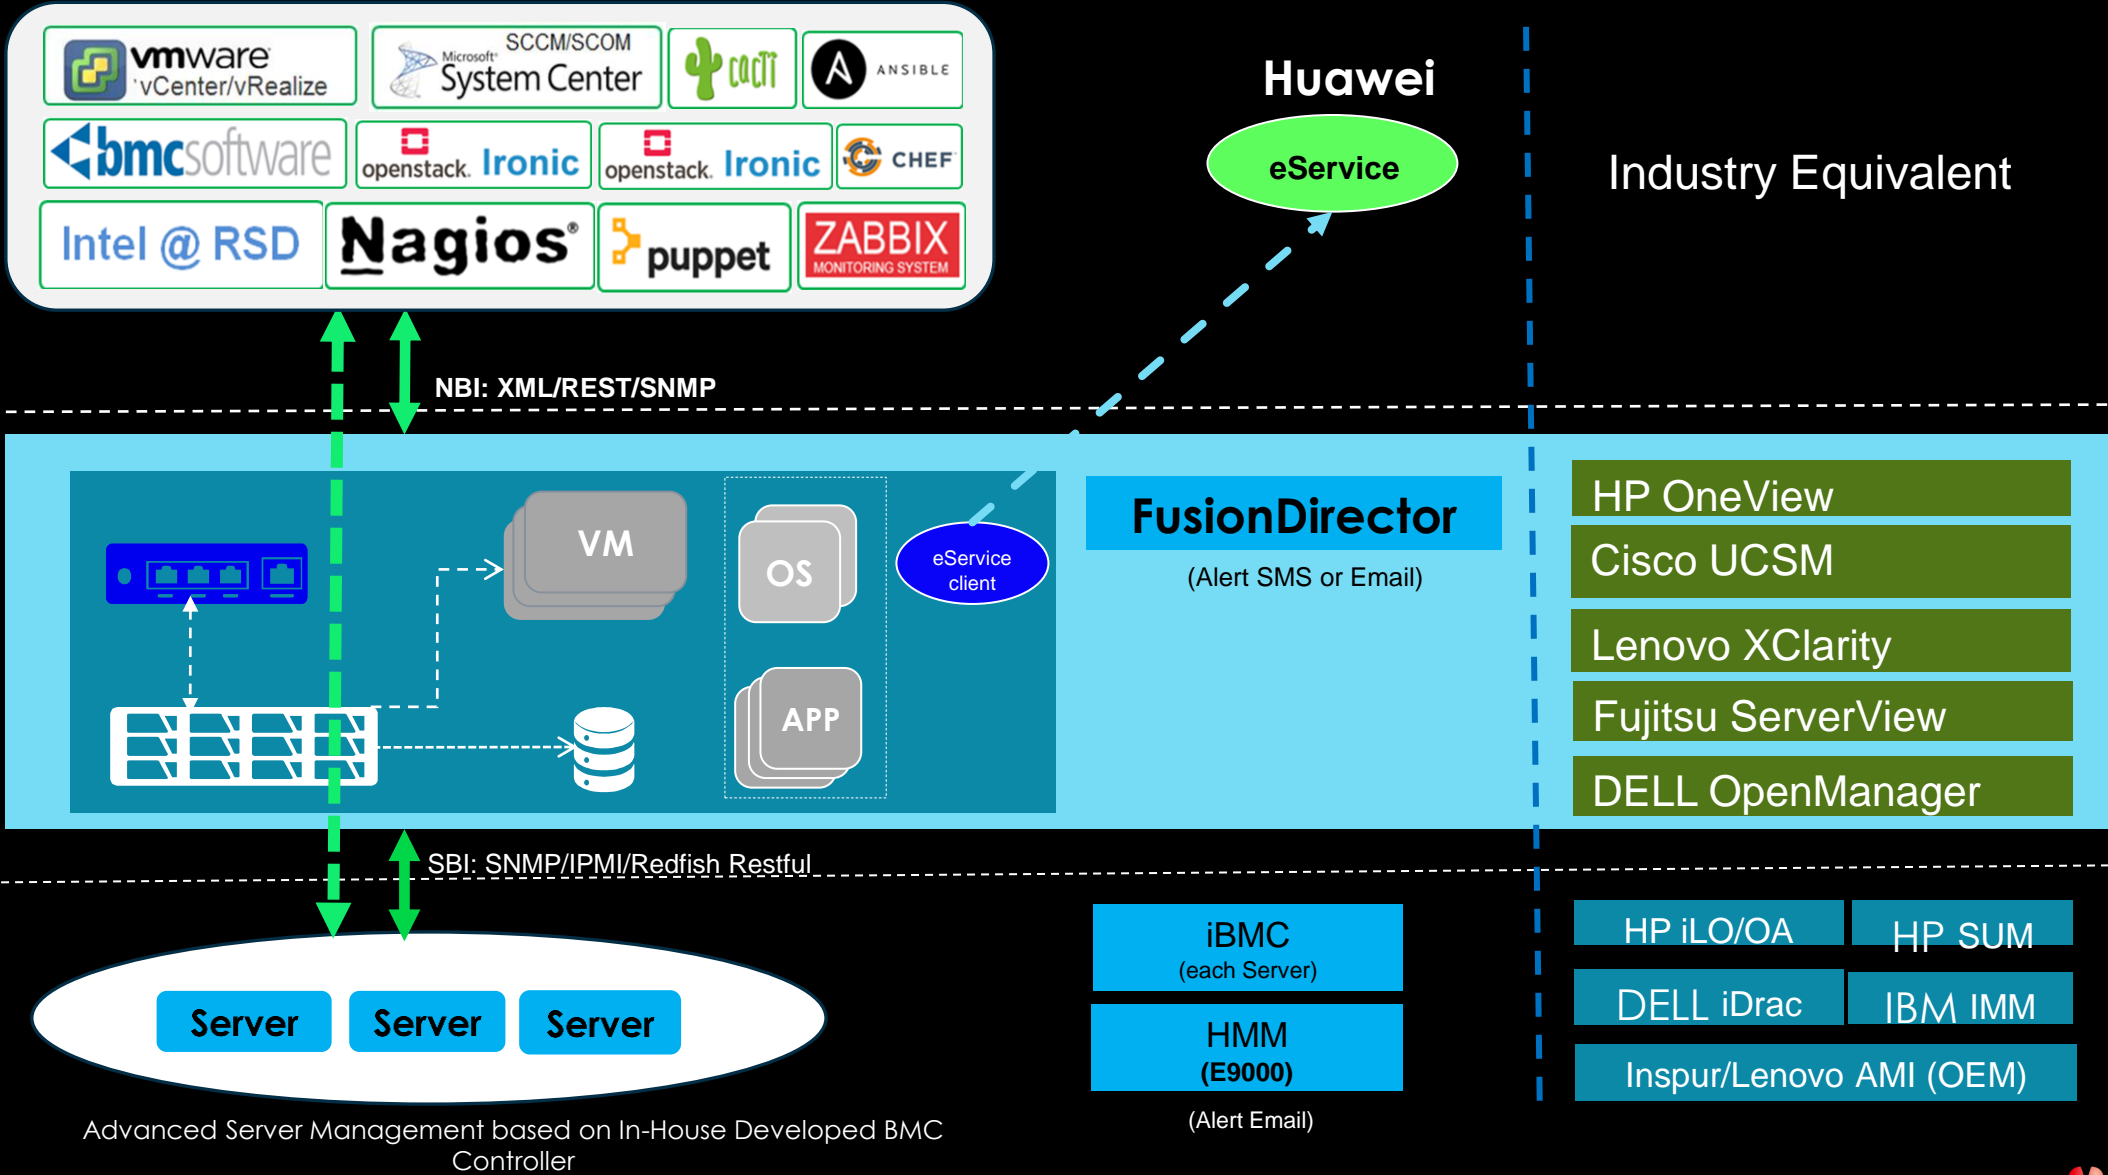 vmware
vCenter/vRealize
SCCM/SCOM
Microsoft
System Center
cacti
A ANSIBLE
bmcsoftware
openstack. Ironic
openstack. Ironic
CHEF
Intel @ RSD
Nagios®
puppet
ZABBIX
MONITORING SYSTEM
Huawei
eService
Industry Equivalent
NBI: XML/REST/SNMP
VM
OS
APP
eService
client
FusionDirector
(Alert SMS or Email)
HP OneView
Cisco UCSM
Lenovo XClarity
Fujitsu ServerView
DELL OpenManager
SBI: SNMP/IPMI/Redfish Restful
Server
Server
Server
Advanced Server Management based on In-House Developed BMC
Controller
iBMC
(each Server)
HMM
(E9000)
(Alert Email)
HP iLO/OA
HP SUM
DELL iDrac
IBM IMM
Inspur/Lenovo AMI (OEM)